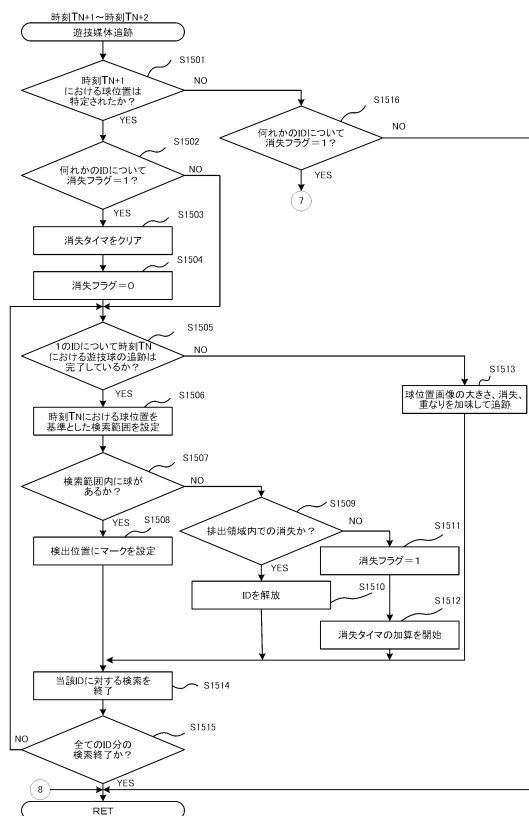 時刻TN+1～時刻TN+2
遊技媒体追跡
S1501
時刻TN+1
における球位置は
特定されたか？
NO
YES
S1516
何れかのIDについて
消失フラグ=1？
NO
YES
7
S1502
何れかのIDについて
消失フラグ=1？
NO
YES
S1503
消失タイマをクリア
S1504
消失フラグ=0
S1505
1のIDについて時刻TN
における遊技球の追跡は
完了しているか？
NO
YES
S1513
球位置画像の大きさ、消失、
重なりを加味して追跡
S1506
時刻TNにおける球位置を
基準とした検索範囲を設定
S1507
検索範囲内に球が
あるか？
NO
YES
S1508
検出位置にマークを設定
S1509
排出領域内での消失か？
NO
YES
S1510
IDを解放
S1511
消失フラグ=1
S1512
消失タイマの加算を開始
当該IDに対する検索を
終了
S1514
S1515
全てのID分の
検索終了か？
NO
YES
8
RET